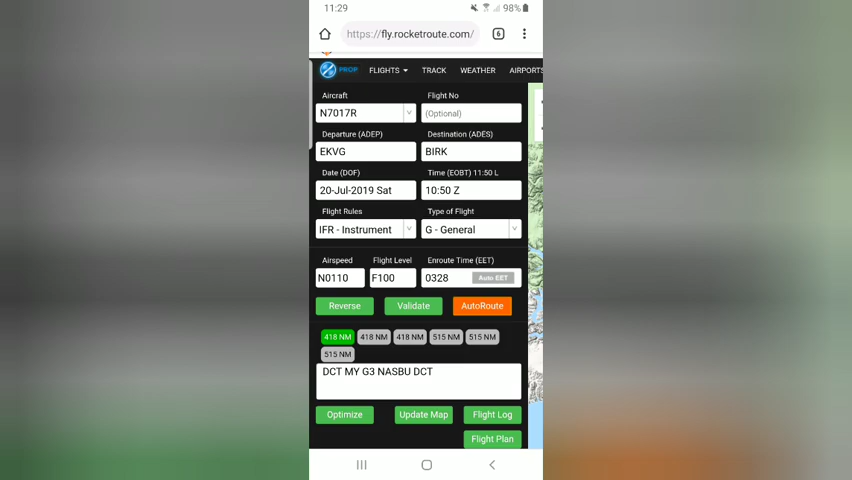 11:29 98%
https://fly.rocketroute.com/ 6
PROP FLIGHTS TRACK WEATHER AIRPORTS
Aircraft Flight No
N7017R (Optional)
Departure (ADEP) Destination (ADES)
EKVG BIRK
Date (DOF) Time (EOBT) 11:50 L
20-Jul-2019 Sat 10:50 Z
Flight Rules Type of Flight
IFR - Instrument G - General
Airspeed Flight Level Enroute Time (EET)
N0110 F100 0328 Auto EET
Reverse Validate AutoRoute
418 NM 418 NM 418 NM 515 NM 515 NM
515 NM
DCT MY G3 NASBU DCT
Optimize Update Map Flight Log
Flight Plan